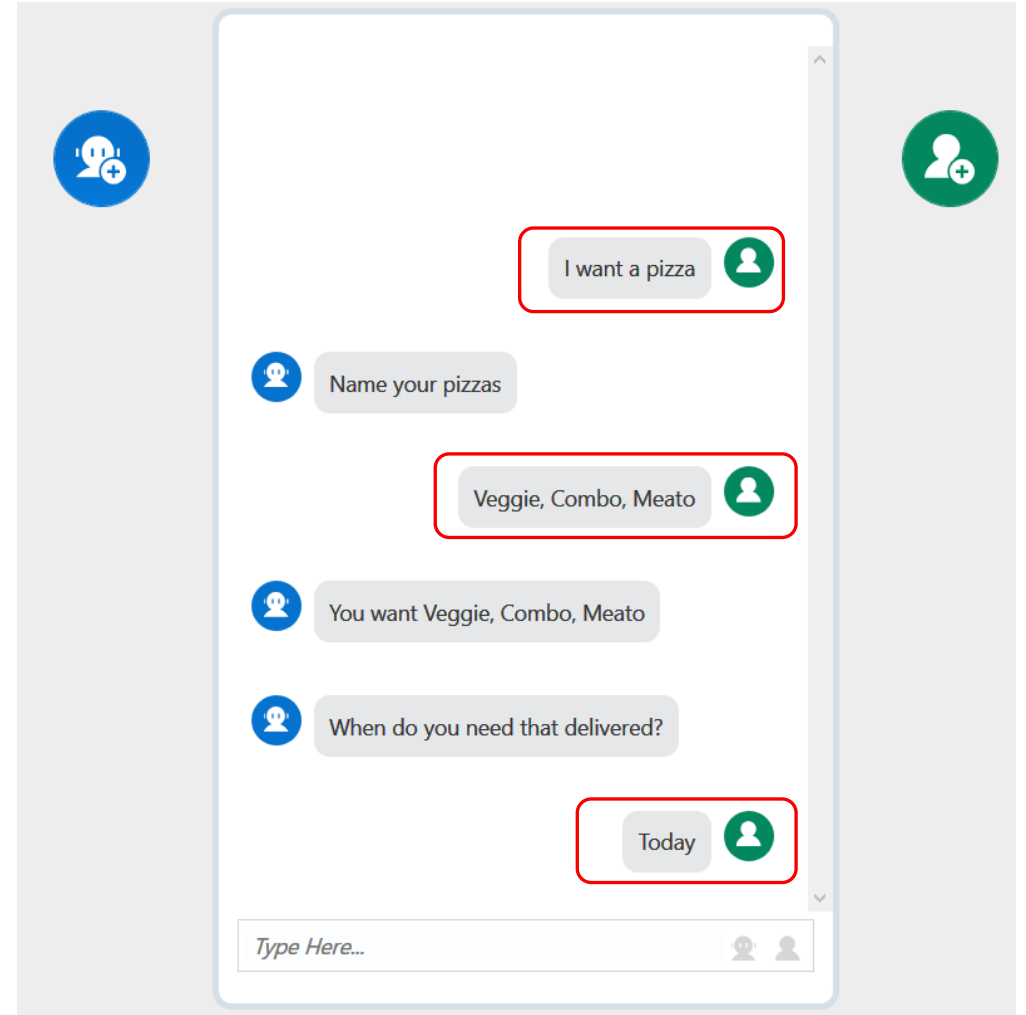 I want a pizza
Name your pizzas
Veggie, Combo, Meato
You want Veggie, Combo, Meato
When do you need that delivered?
Today
Type Here...